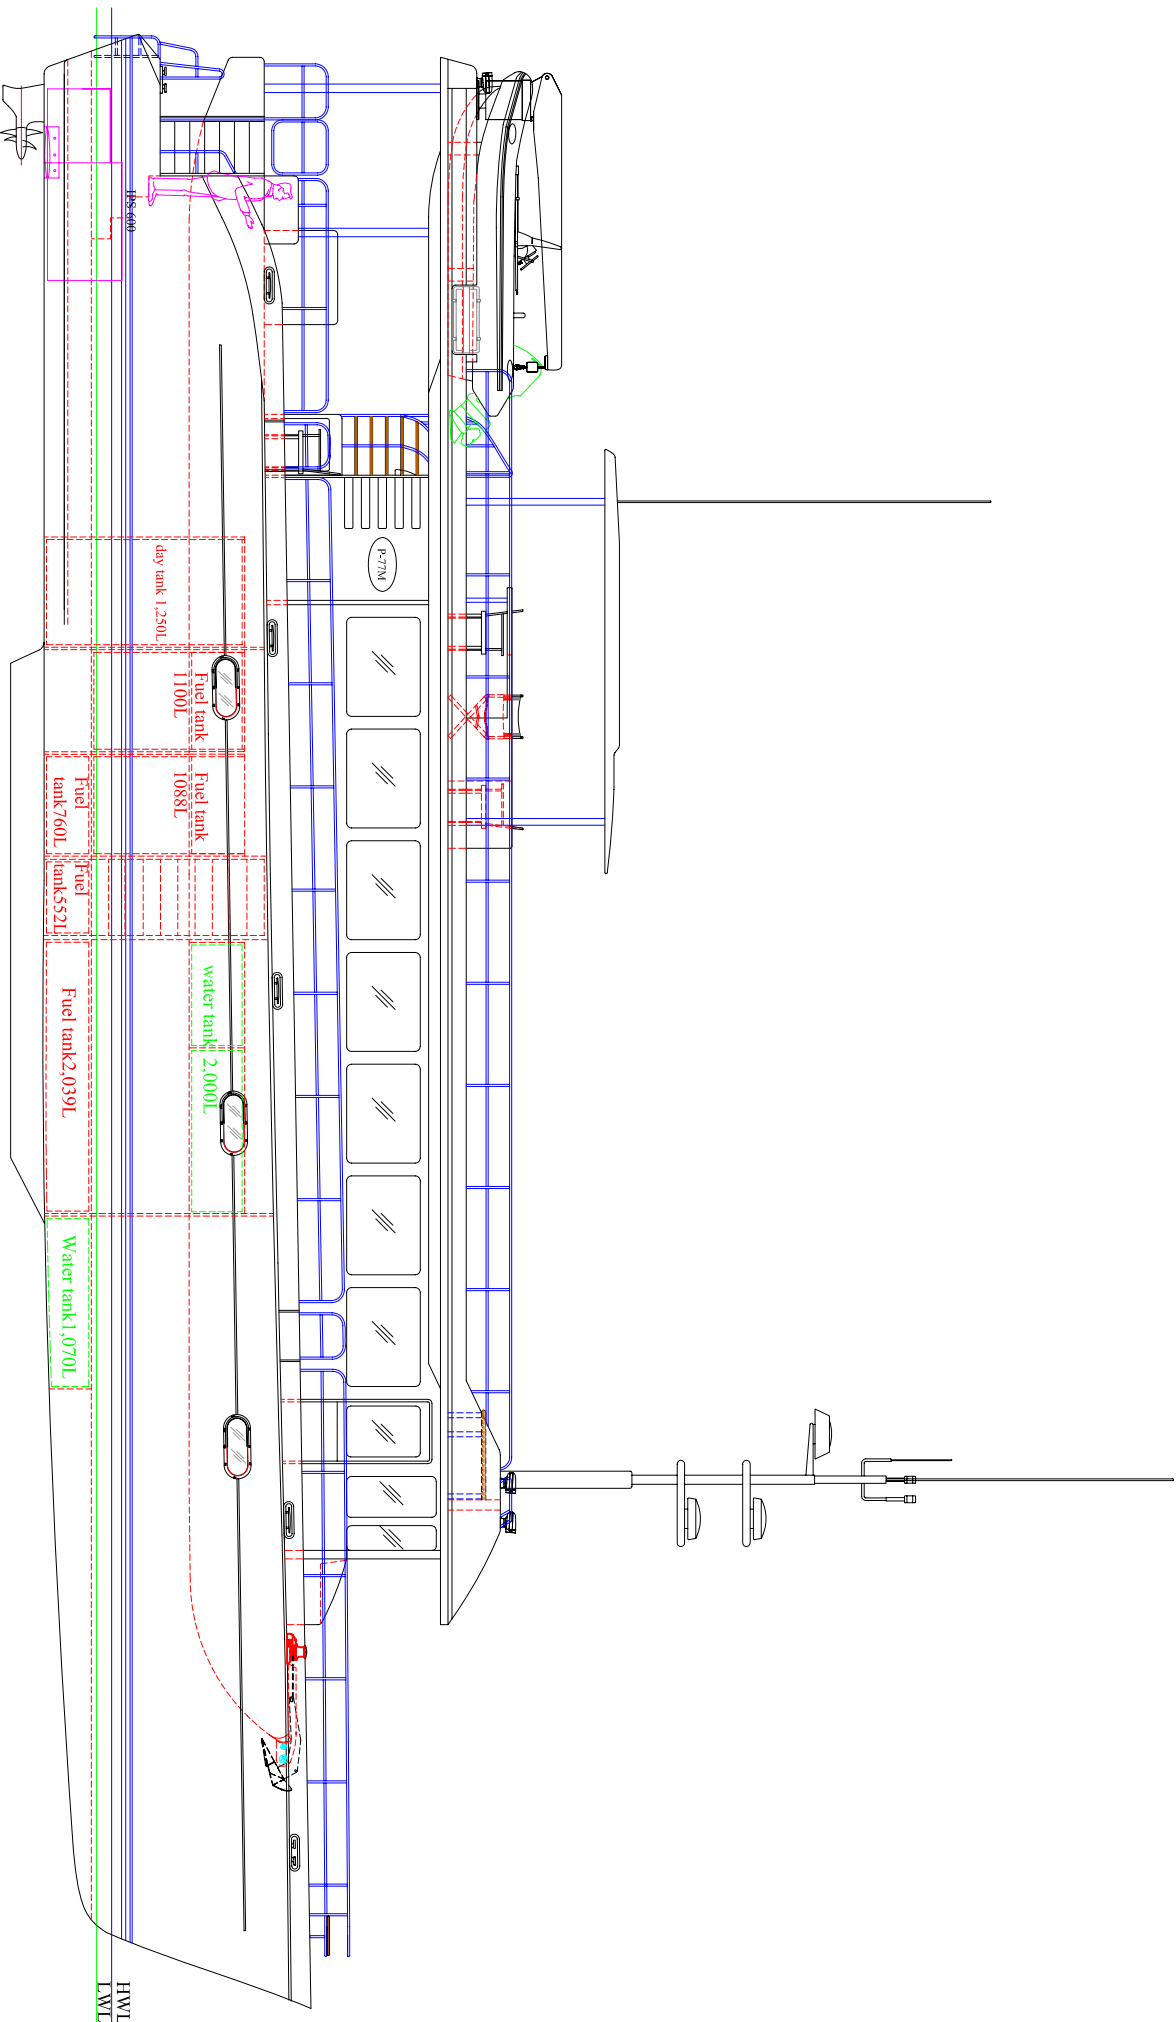 IPS 600
P-77M
day tank 1,250L
Fuel tank
1100L
Fuel tank
1088L
Fuel
tank760L
Fuel
tank552L
water tank 2,000L
Fuel tank2,039L
Water tank1,070L
HWL
LWL